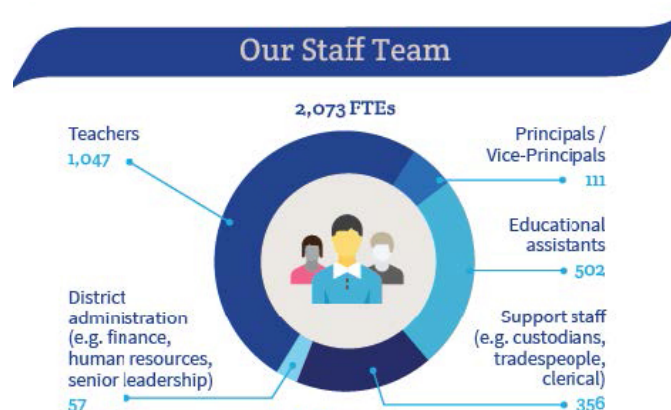 Our Staff Team
2,073 FTEs
Teachers
1,047
Principals /
Vice-Principals
111
Educational
assistants
502
District
administration
(e.g. finance,
human resources,
senior leadership)
57
Support staff
(e.g. custodians,
tradespeople,
clerical)
356